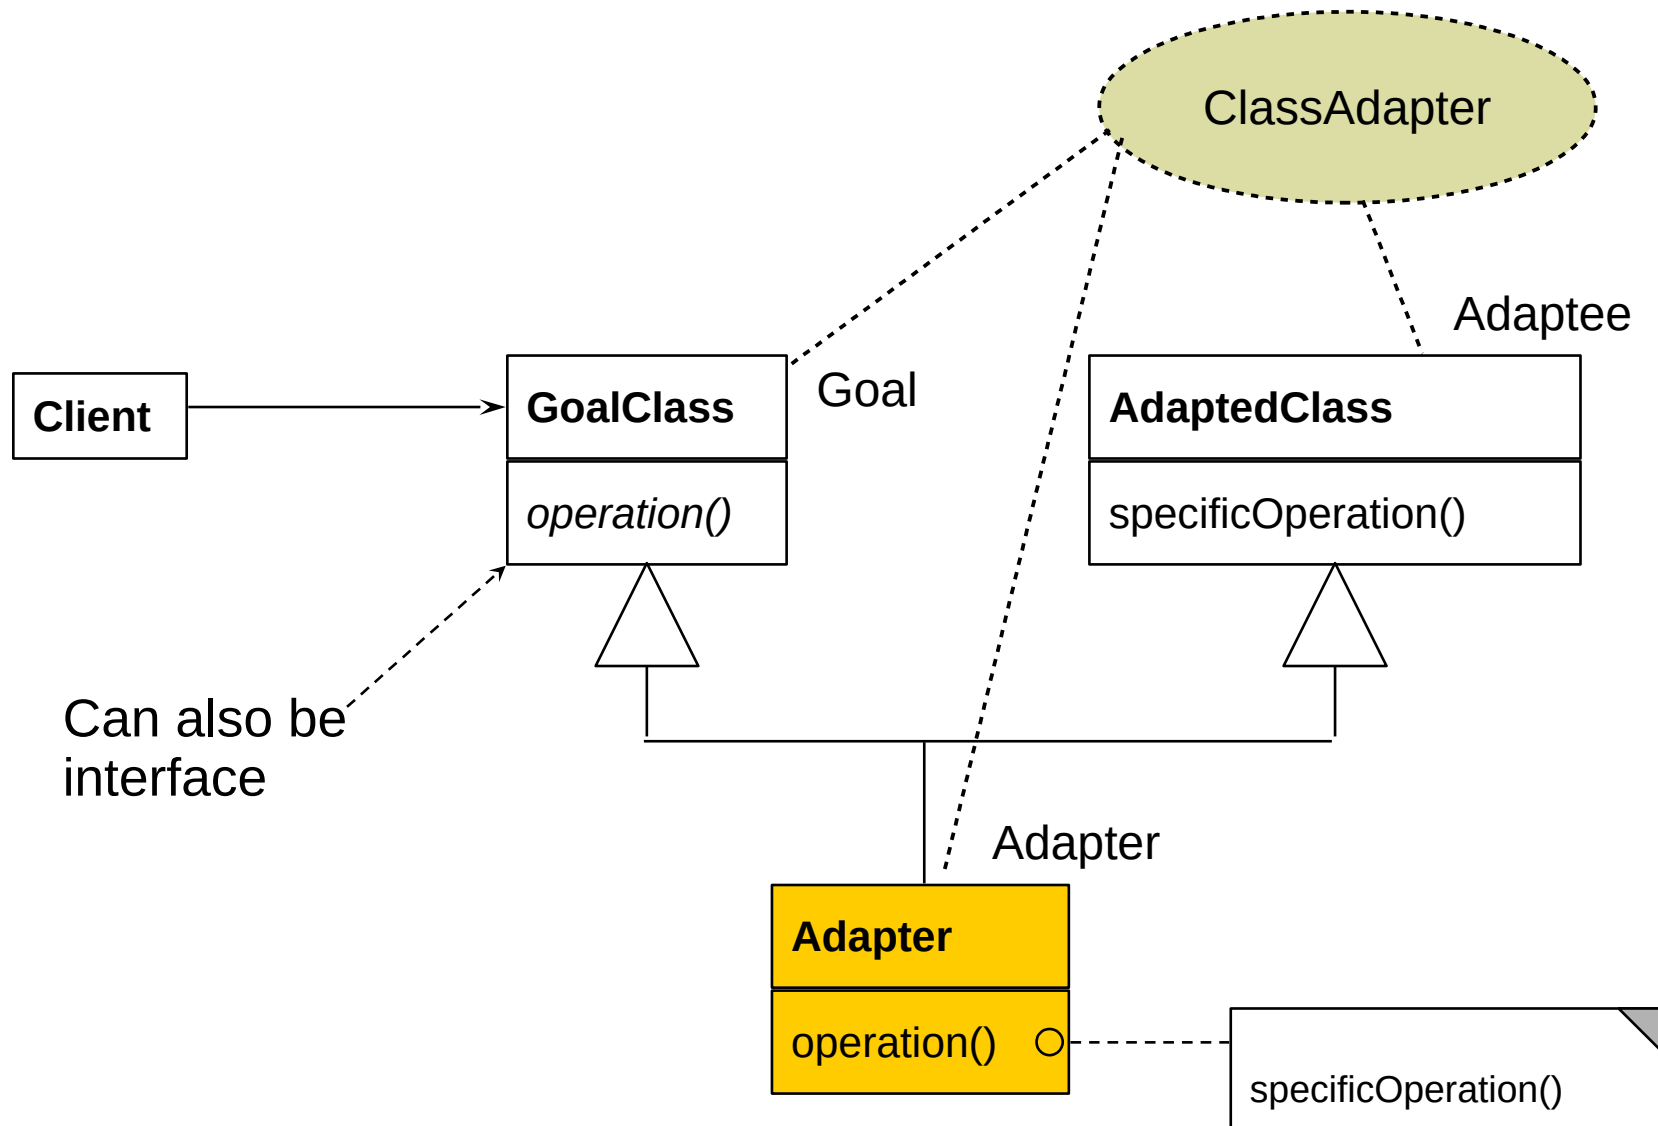 ClassAdapter
Adaptee
Goal
Client
GoalClass
AdaptedClass
operation()
specificOperation()
Can also be
interface
Adapter
Adapter
operation()
specificOperation()